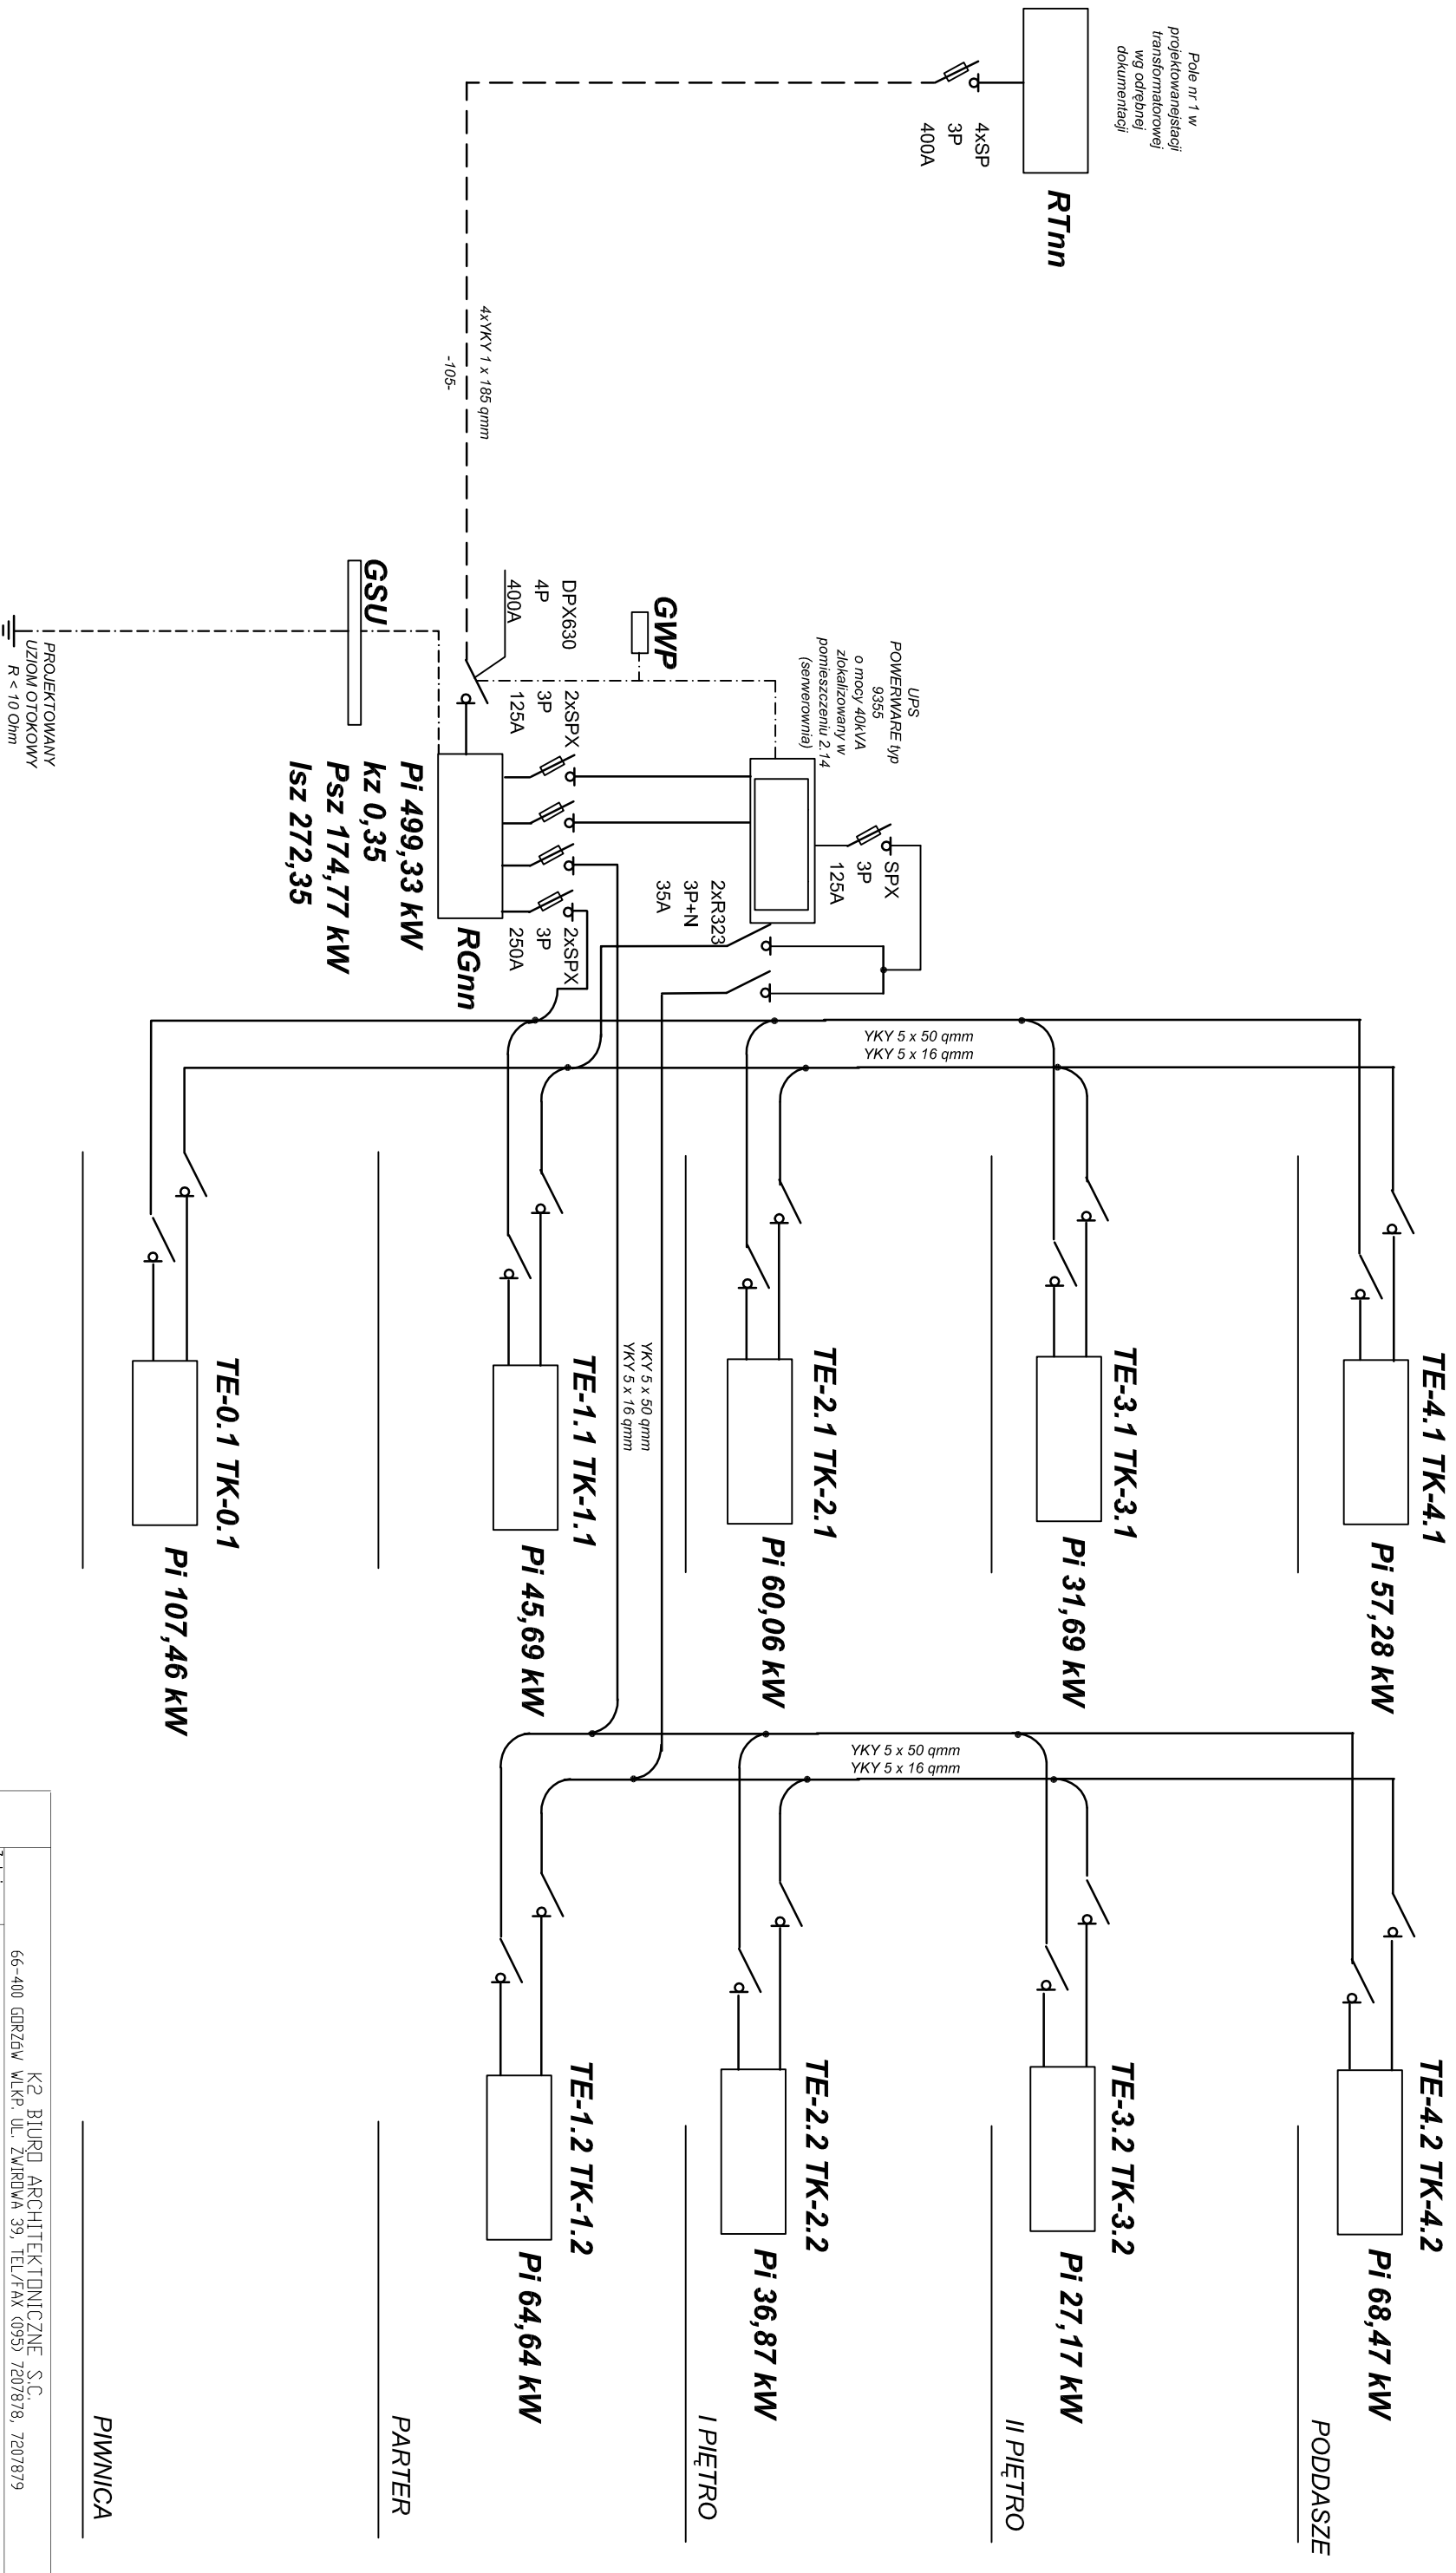 Pole nr 1 w
projektowanejstacji
transformatorowej
wg odrębnej
dokumentacji
RTnn
4xSP
3P
400A
4xYKY 1 x 185 qmm
-105-
TE-4.1 TK-4.1
Pi 57,28 kW
TE-4.2 TK-4.2
Pi 68,47 kW
PODDASZE
TE-3.1 TK-3.1
Pi 31,69 kW
TE-3.2 TK-3.2
Pi 27,17 kW
II PIĘTRO
YKY 5 x 50 qmm
YKY 5 x 16 qmm
YKY 5 x 50 qmm
YKY 5 x 16 qmm
UPS
POWERWARE typ
9355
o mocy 40kVA
zlokalizowany w
pomieszczeniu 2.14
(serwerownia)
SPX
3P
125A
2xR323
3P+N
35A
TE-2.1 TK-2.1
Pi 60,06 kW
TE-2.2 TK-2.2
Pi 36,87 kW
I PIĘTRO
GWP
YKY 5 x 50 qmm
YKY 5 x 16 qmm
DPX630
4P
400A
2xSPX
3P
125A
2xSPX
3P
250A
RGnn
TE-1.1 TK-1.1
Pi 45,69 kW
TE-1.2 TK-1.2
Pi 64,64 kW
PARTER
GSU
Pi 499,33 kW
kz 0,35
Psz 174,77 kW
Isz 272,35
TE-0.1 TK-0.1
Pi 107,46 kW
PIWNICA
PROJEKTOWANY
UZIOM OTOKOWY
R < 10 Ohm
K2 BIURO ARCHITEKTONICZNE S.C.
66-400 GORZÓW WLKP. UL. ŻWIROWA 39, TEL/FAX (095) 7207878, 7207879